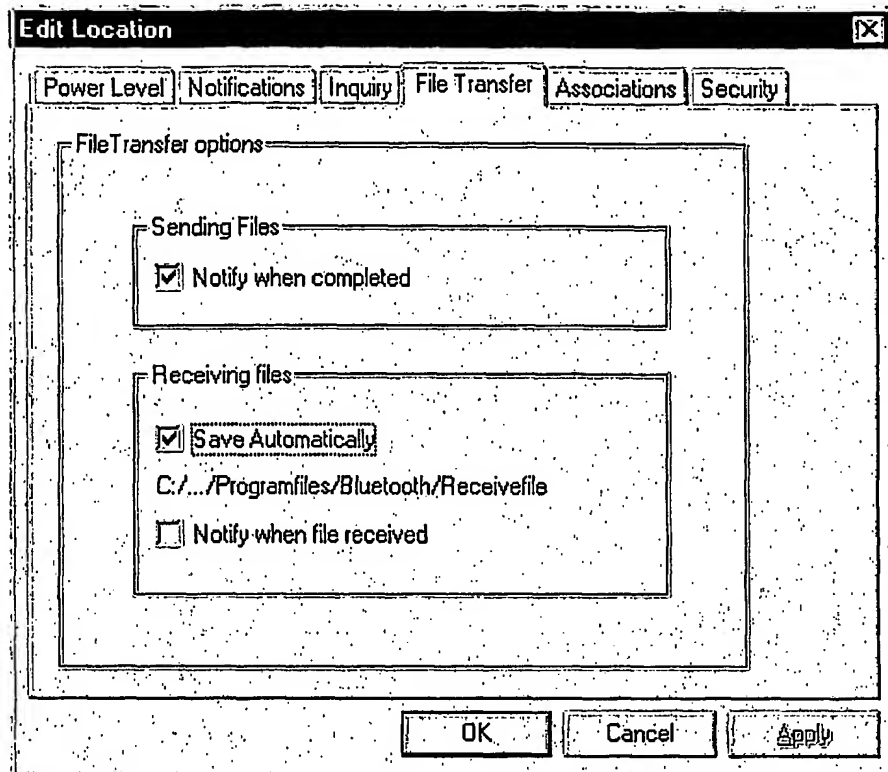 Edit Location
Power Level Notifications Inquiry File Transfer Associations Security
FileTransfer options
Sending Files
Notify when completed
Receiving files
Save Automatically
C:/.../Programfiles/Bluetooth/Receivefile
Notify when file received
OK Cancel Apply